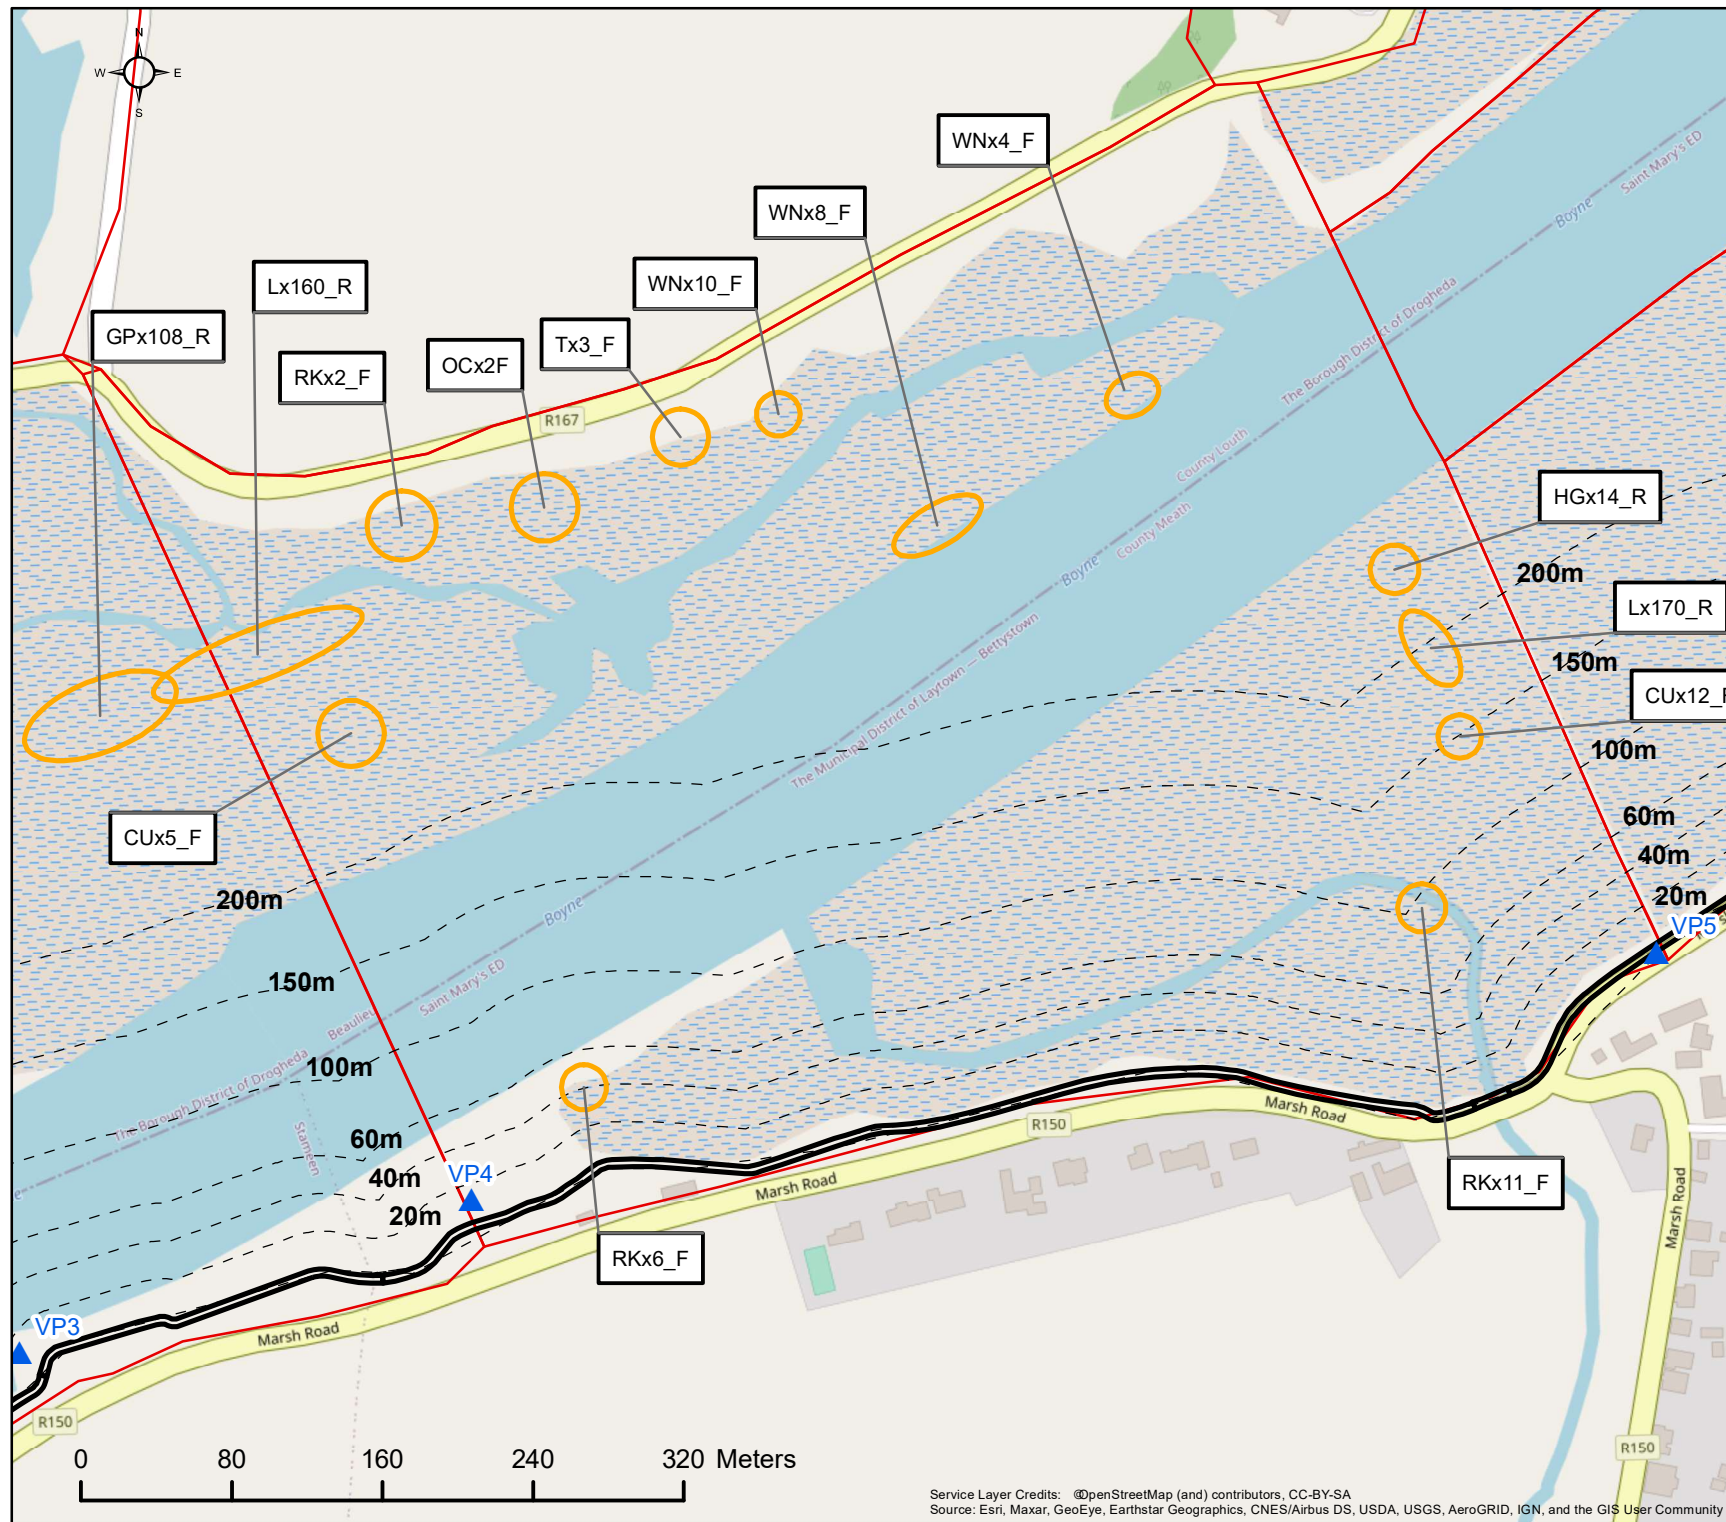 N
W E
S
WNx4_F
WNx8_F
WNx10_F
Lx160_R
GPx108_R
Tx3_F
OCx2F
RKx2_F
R167
Saint Mary's ED
Boyne
The Borough District of Drogheda
County Louth
County Meath
Boyne
The Municipal District of Laytown — Bettystown
HGx14_R
200m
Lx170_R
150m
CUx12_F
100m
60m
40m
20m
VP5
CUx5_F
200m
Boyne
150m
Saint Mary's ED
Beaulieu
100m
The Borough District of Drogheda
Stameen
60m
40m
VP4
20m
Marsh Road
R150
Marsh Road
RKx11_F
Marsh Road
RKx6_F
VP3
Marsh Road
R150
R150
0 80 160 240 320 Meters
Service Layer Credits: ©OpenStreetMap (and) contributors, CC-BY-SA
Source: Esri, Maxar, GeoEye, Earthstar Geographics, CNES/Airbus DS, USDA, USGS, AeroGRID, IGN, and the GIS User Community